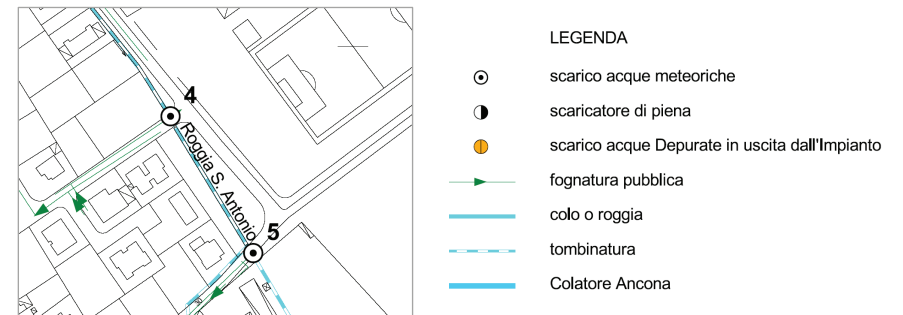 4
Roggia S. Antonio
5
LEGENDA
scarico acque meteoriche
scaricatore di piena
scarico acque Depurate in uscita dall'Impianto
fognatura pubblica
colo o roggia
tombinatura
Colatore Ancona